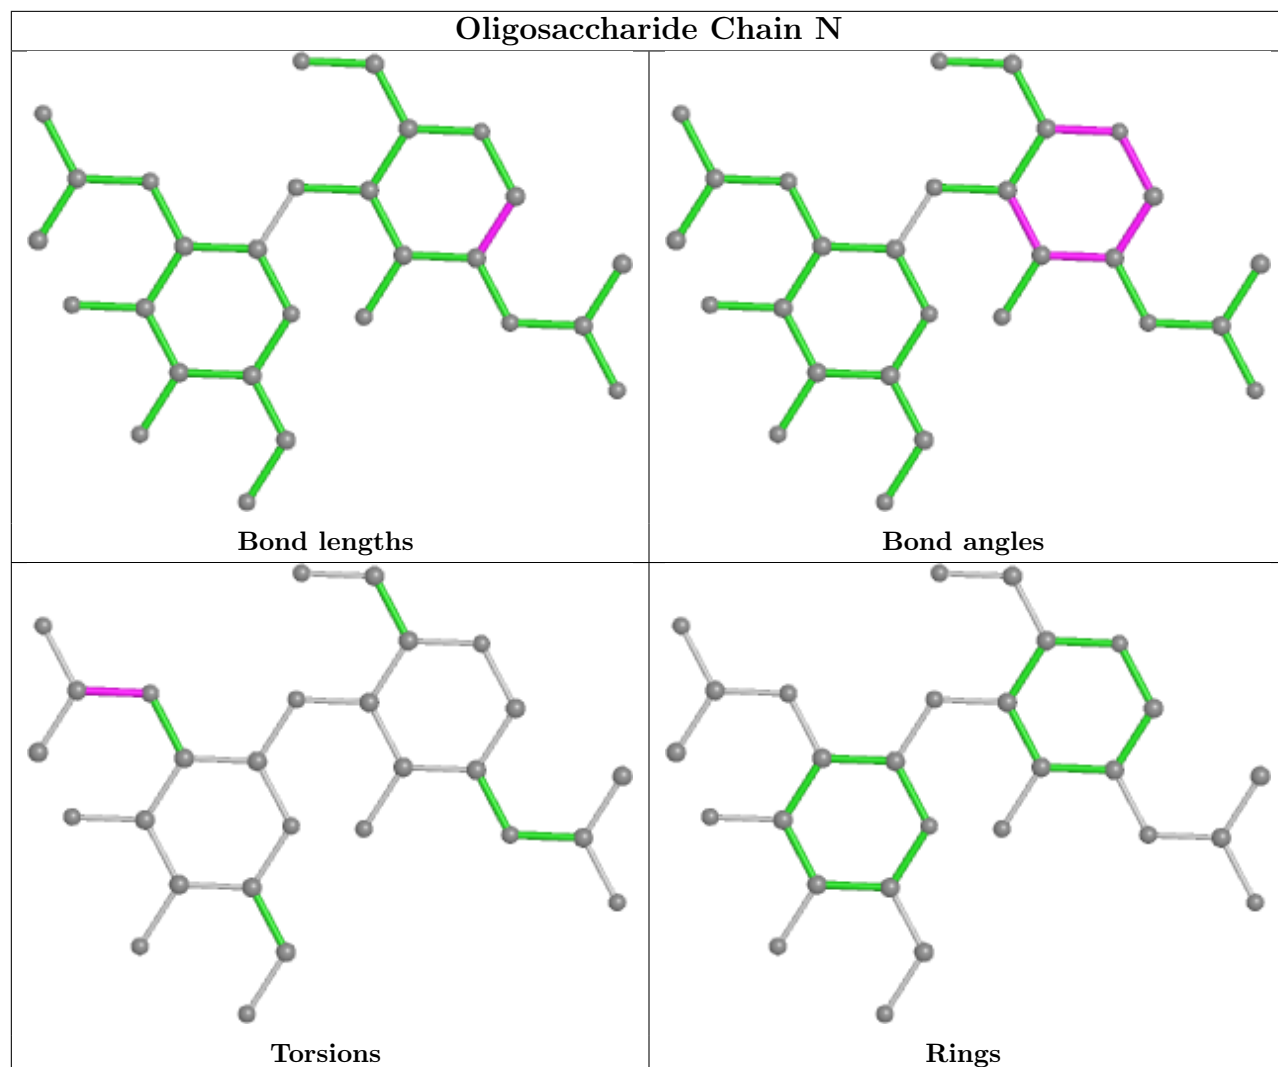 Oligosaccharide Chain N
Bond lengths
Bond angles
Torsions
Rings